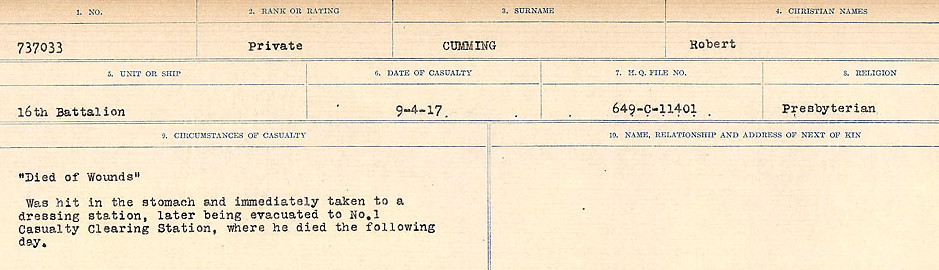 1. NO. 2. RANK OR RATING 3. SURNAME 4. CHRISTIAN NAMES
737033 Private CUMMING Robert
5. UNIT OR SHIP 6. DATE OF CASUALTY 7. H. Q. FILE NO. 8. RELIGION
16th Battalion 9-4-17. 649-C-11401 Presbyterian
9. CIRCUMSTANCES OF CASUALTY 10. NAME, RELATIONSHIP AND ADDRESS OF NEXT OF KIN
"Died of Wounds"
Was hit in the stomach and immediately taken to a
dressing station, later being evacuated to No.1
Casualty Clearing Station, where he died the following
day.